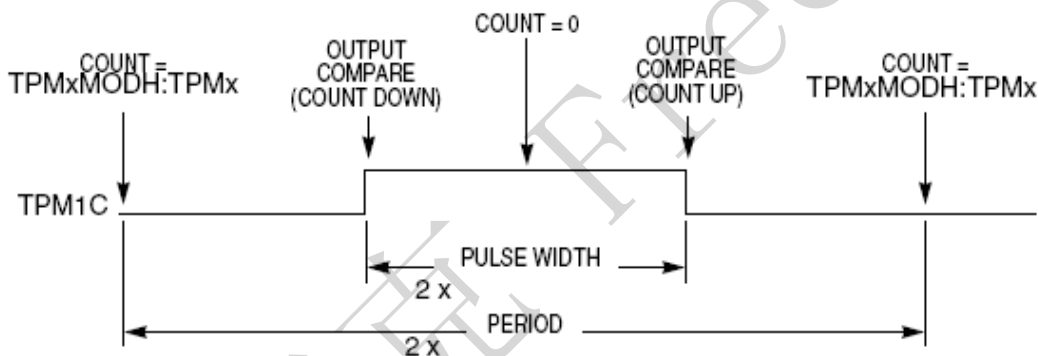 COUNT = 0
COUNT =
TPMxMODH:TPMx
OUTPUT
COMPARE
(COUNT DOWN)
OUTPUT
COMPARE
(COUNT UP)
COUNT =
TPMxMODH:TPMx
TPM1C
PULSE WIDTH
2 x
PERIOD
2 x